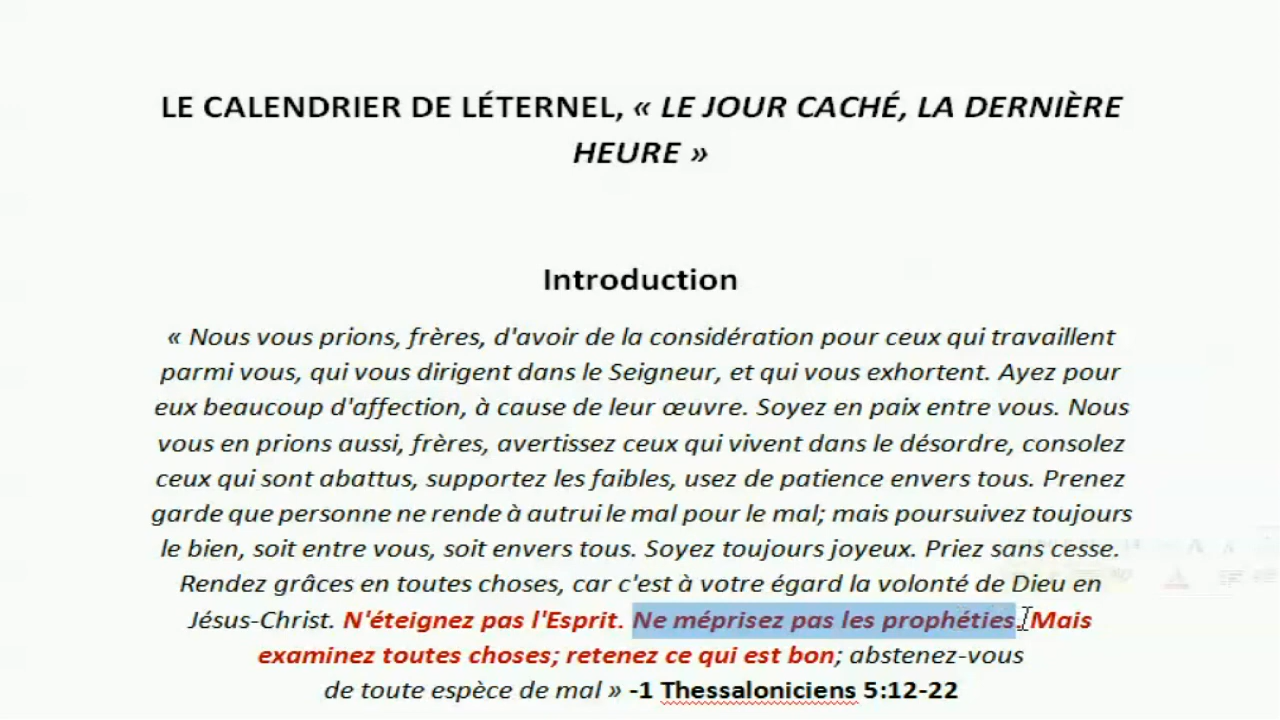 LE CALENDRIER DE LÉTERNEL, « LE JOUR CACHÉ, LA DERNIÈRE
HEURE »
Introduction
« Nous vous prions, frères, d'avoir de la considération pour ceux qui travaillent
parmi vous, qui vous dirigent dans le Seigneur, et qui vous exhortent. Ayez pour
eux beaucoup d'affection, à cause de leur œuvre. Soyez en paix entre vous. Nous
vous en prions aussi, frères, avertissez ceux qui vivent dans le désordre, consolez
ceux qui sont abattus, supportez les faibles, usez de patience envers tous. Prenez
garde que personne ne rende à autrui le mal pour le mal; mais poursuivez toujours
le bien, soit entre vous, soit envers tous. Soyez toujours joyeux. Priez sans cesse.
Rendez grâces en toutes choses, car c'est à votre égard la volonté de Dieu en
Jésus-Christ. N'éteignez pas l'Esprit. Ne méprisez pas les prophéties. Mais
examinez toutes choses; retenez ce qui est bon; abstenez-vous
de toute espèce de mal » -1 Thessaloniciens 5:12-22